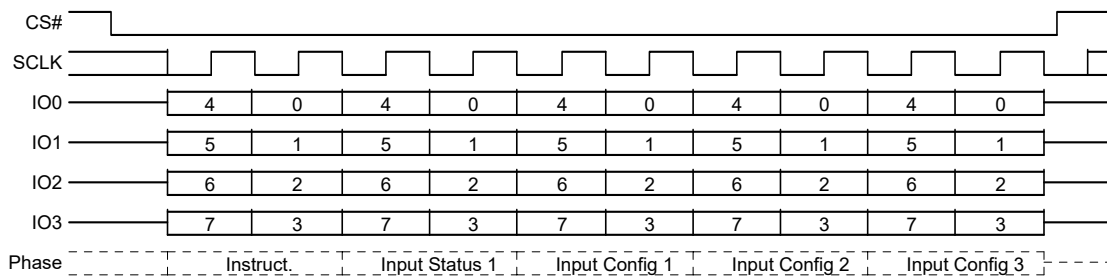 CS#
SCLK
IO0 4 0 4 0 4 0 4 0 4 0
IO1 5 1 5 1 5 1 5 1 5 1
IO2 6 2 6 2 6 2 6 2 6 2
IO3 7 3 7 3 7 3 7 3 7 3
Phase Instruct. Input Status 1 Input Config 1 Input Config 2 Input Config 3